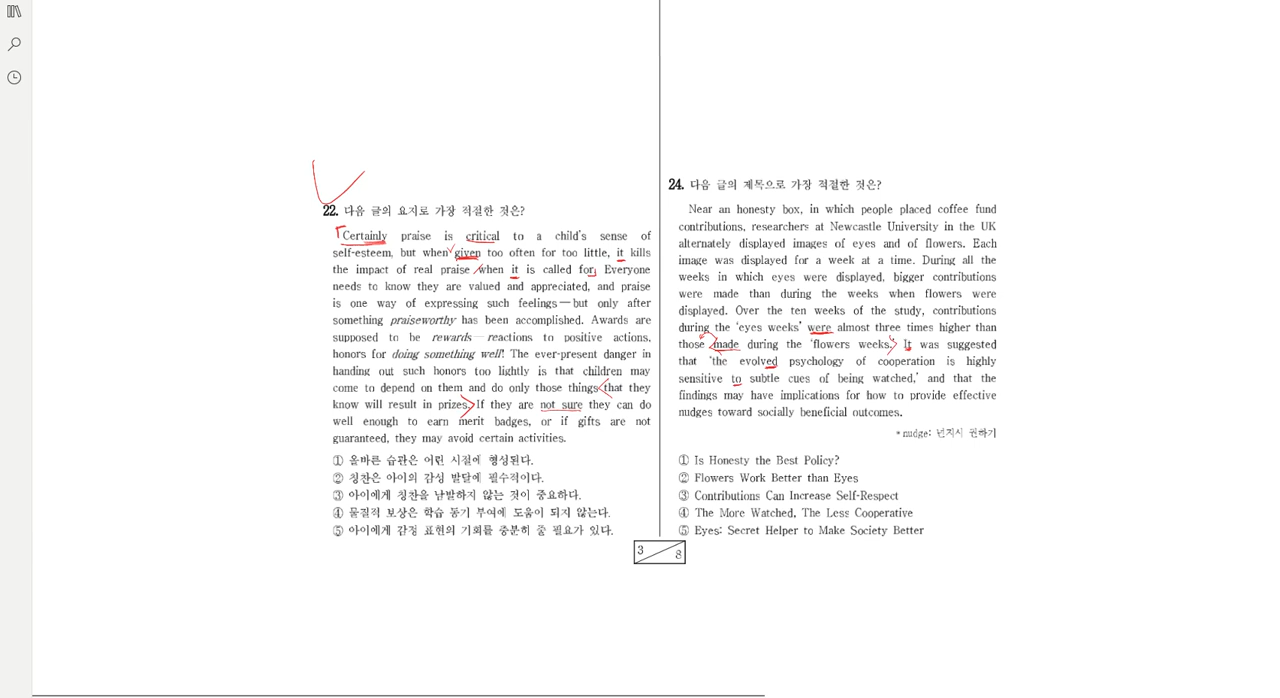 22. 다음 글의 요지로 가장 적절한 것은?
Certainly praise is critical to a child's sense of
self-esteem, but when given too often for too little, it kills
the impact of real praise when it is called for. Everyone
needs to know they are valued and appreciated, and praise
is one way of expressing such feelings — but only after
something praiseworthy has been accomplished. Awards are
supposed to be rewards — reactions to positive actions,
honors for doing something well! The ever-present danger in
handing out such honors too lightly is that children may
come to depend on them and do only those things that they
know will result in prizes. If they are not sure they can do
well enough to earn merit badges, or if gifts are not
guaranteed, they may avoid certain activities.
① 올바른 습관은 어린 시절에 형성된다.
② 칭찬은 아이의 감성 발달에 필수적이다.
③ 아이에게 칭찬을 남발하지 않는 것이 중요하다.
④ 물질적 보상은 학습 동기 부여에 도움이 되지 않는다.
⑤ 아이에게 감정 표현의 기회를 충분히 줄 필요가 있다.
24. 다음 글의 제목으로 가장 적절한 것은?
Near an honesty box, in which people placed coffee fund
contributions, researchers at Newcastle University in the UK
alternately displayed images of eyes and of flowers. Each
image was displayed for a week at a time. During all the
weeks in which eyes were displayed, bigger contributions
were made than during the weeks when flowers were
displayed. Over the ten weeks of the study, contributions
during the 'eyes weeks' were almost three times higher than
those made during the 'flowers weeks.' It was suggested
that 'the evolved psychology of cooperation is highly
sensitive to subtle cues of being watched,' and that the
findings may have implications for how to provide effective
nudges toward socially beneficial outcomes.
* nudge: 넌지시 권하기
① Is Honesty the Best Policy?
② Flowers Work Better than Eyes
③ Contributions Can Increase Self-Respect
④ The More Watched, The Less Cooperative
⑤ Eyes: Secret Helper to Make Society Better
3 8